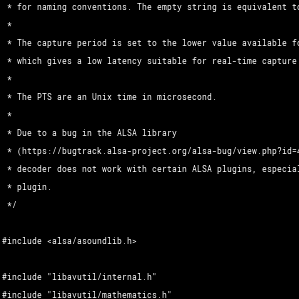 * for naming conventions. The empty string is equivalent to
*
* The capture period is set to the lower value available fo
* which gives a low latency suitable for real-time capture
*
* The PTS are an Unix time in microsecond.
*
* Due to a bug in the ALSA library
* (https://bugtrack.alsa-project.org/alsa-bug/view.php?id=4
* decoder does not work with certain ALSA plugins, especial
* plugin.
*/
#include <alsa/asoundlib.h>
#include "libavutil/internal.h"
#include "libavutil/mathematics.h"